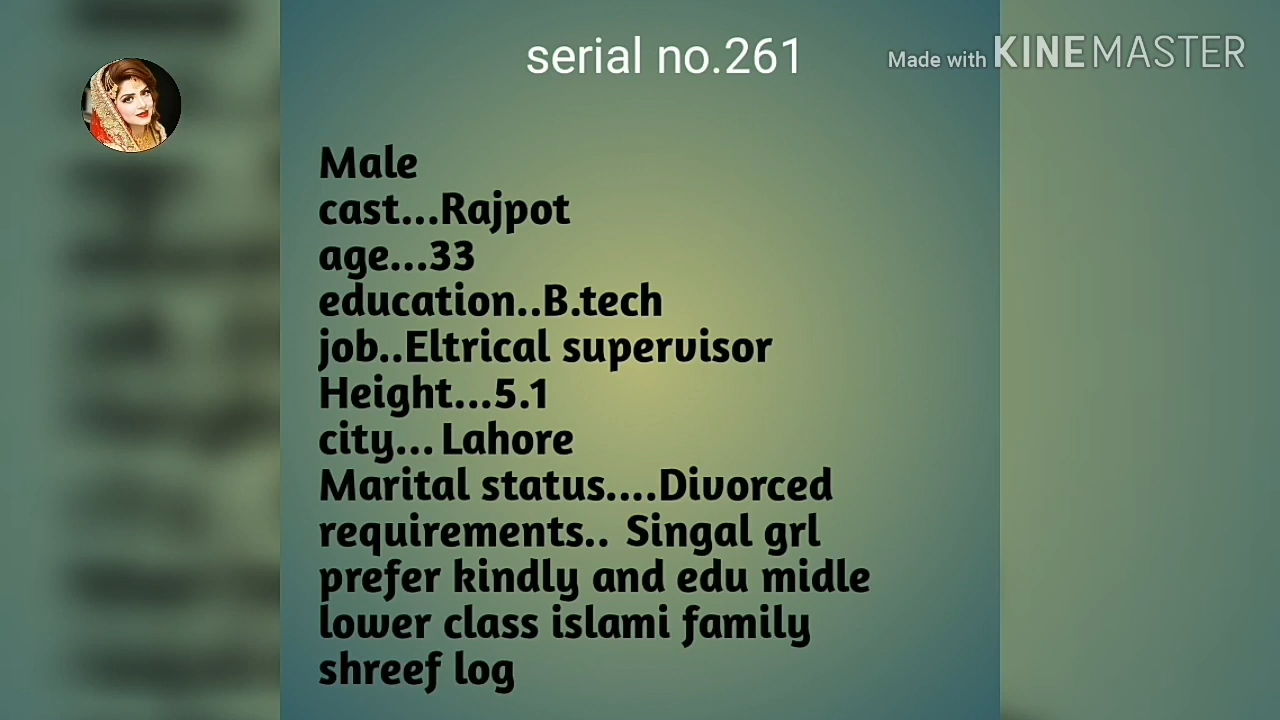 serial no.261
Made with KINEMASTER
Male
cast...Rajpot
age...33
education..B.tech
job..Eltrical supervisor
Height...5.1
city... Lahore
Marital status....Divorced
requirements.. Singal grl
prefer kindly and edu midle
lower class islami family
shreef log